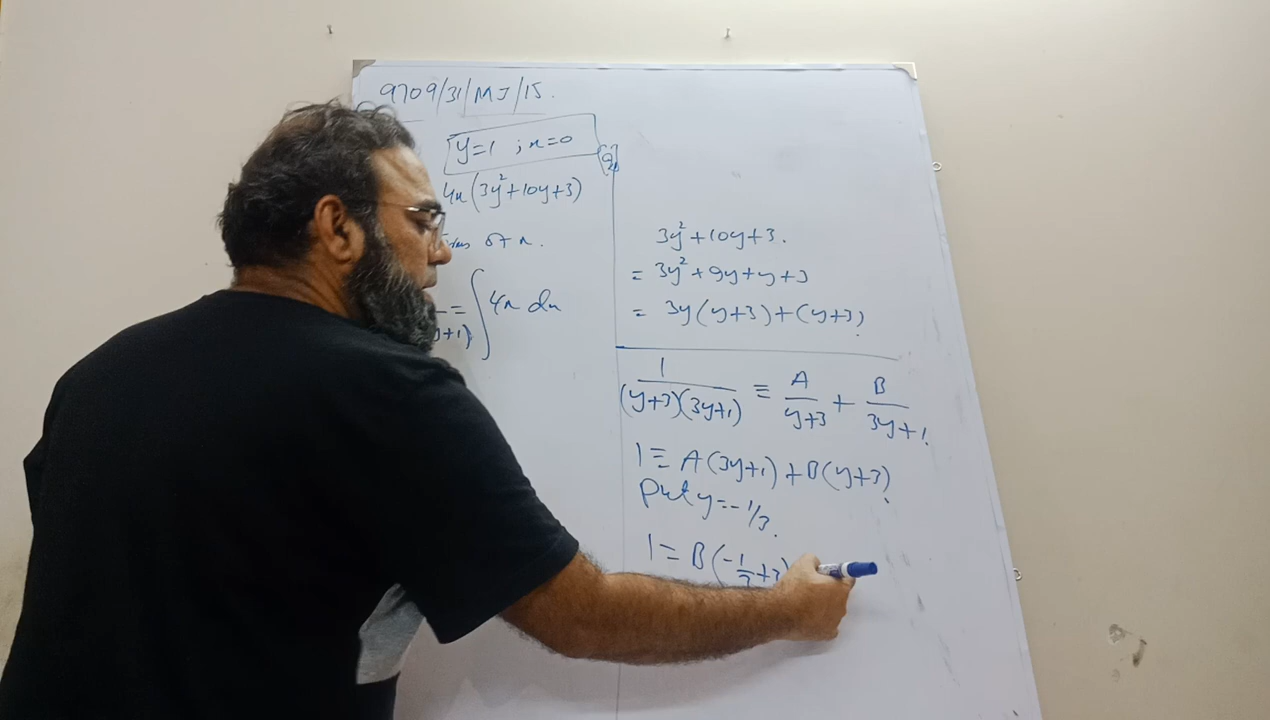 9709/31/MJ/15.
y=1 ; x=0
4x(3y²+10y+3) [9]
of x.
= ∫ 4x dx
y+1)
3y²+10y+3.
= 3y²+9y+y+3
= 3y(y+3)+(y+3)
1/(y+3)(3y+1) ≡ A/y+3 + B/3y+1.
1 ≡ A(3y+1)+B(y+3)
Put y=-1/3.
1 = B(-1/3+3)